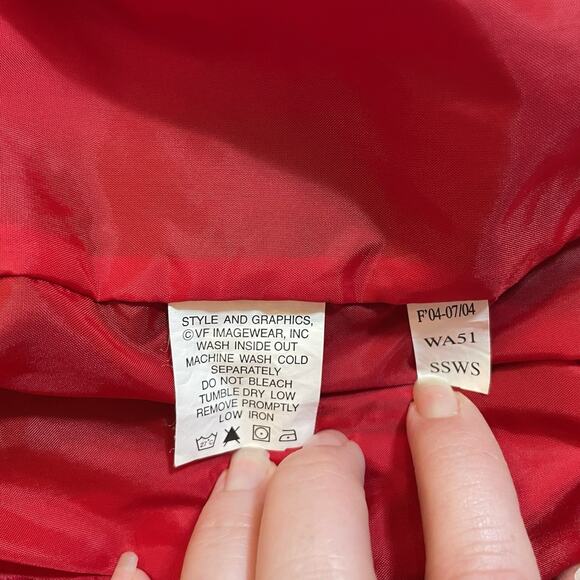 STYLE AND GRAPHICS,
©VF IMAGEWEAR, INC
WASH INSIDE OUT
MACHINE WASH COLD
SEPARATELY
DO NOT BLEACH
TUMBLE DRY LOW
REMOVE PROMPTLY
LOW IRON
F'04-07/04
WA51
SSWS